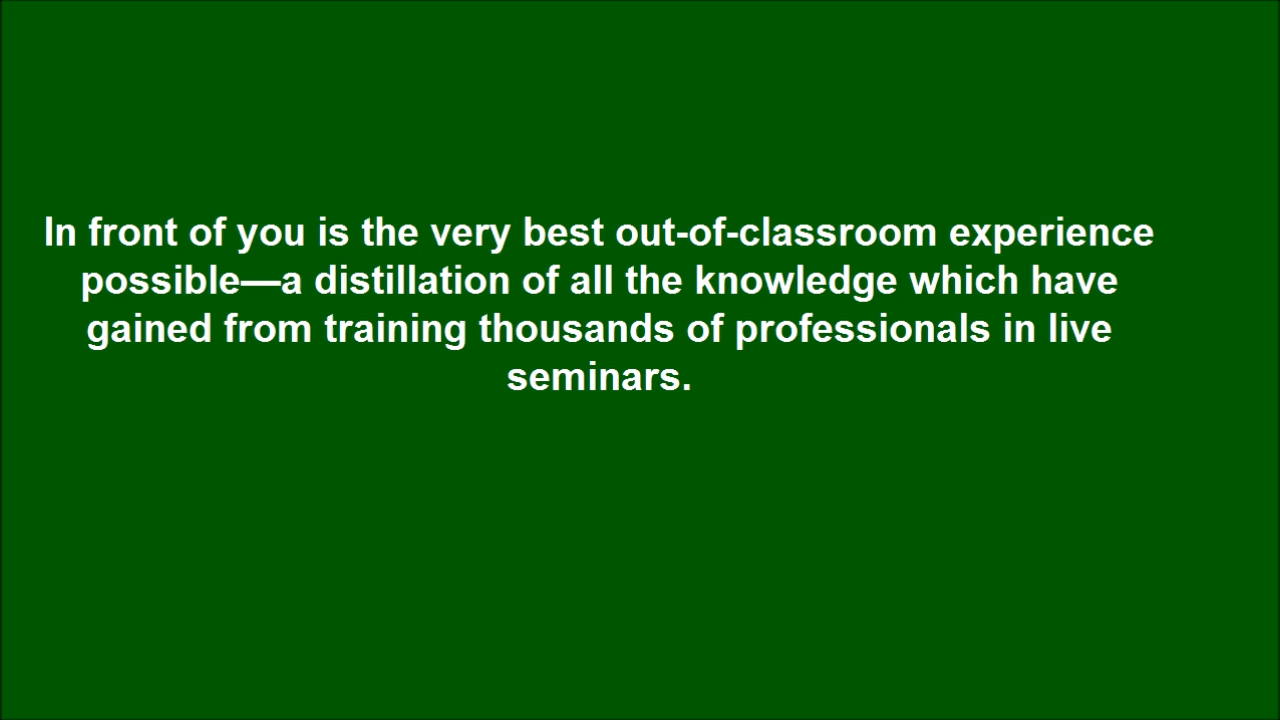 In front of you is the very best out-of-classroom experience
possible—a distillation of all the knowledge which have
gained from training thousands of professionals in live
seminars.